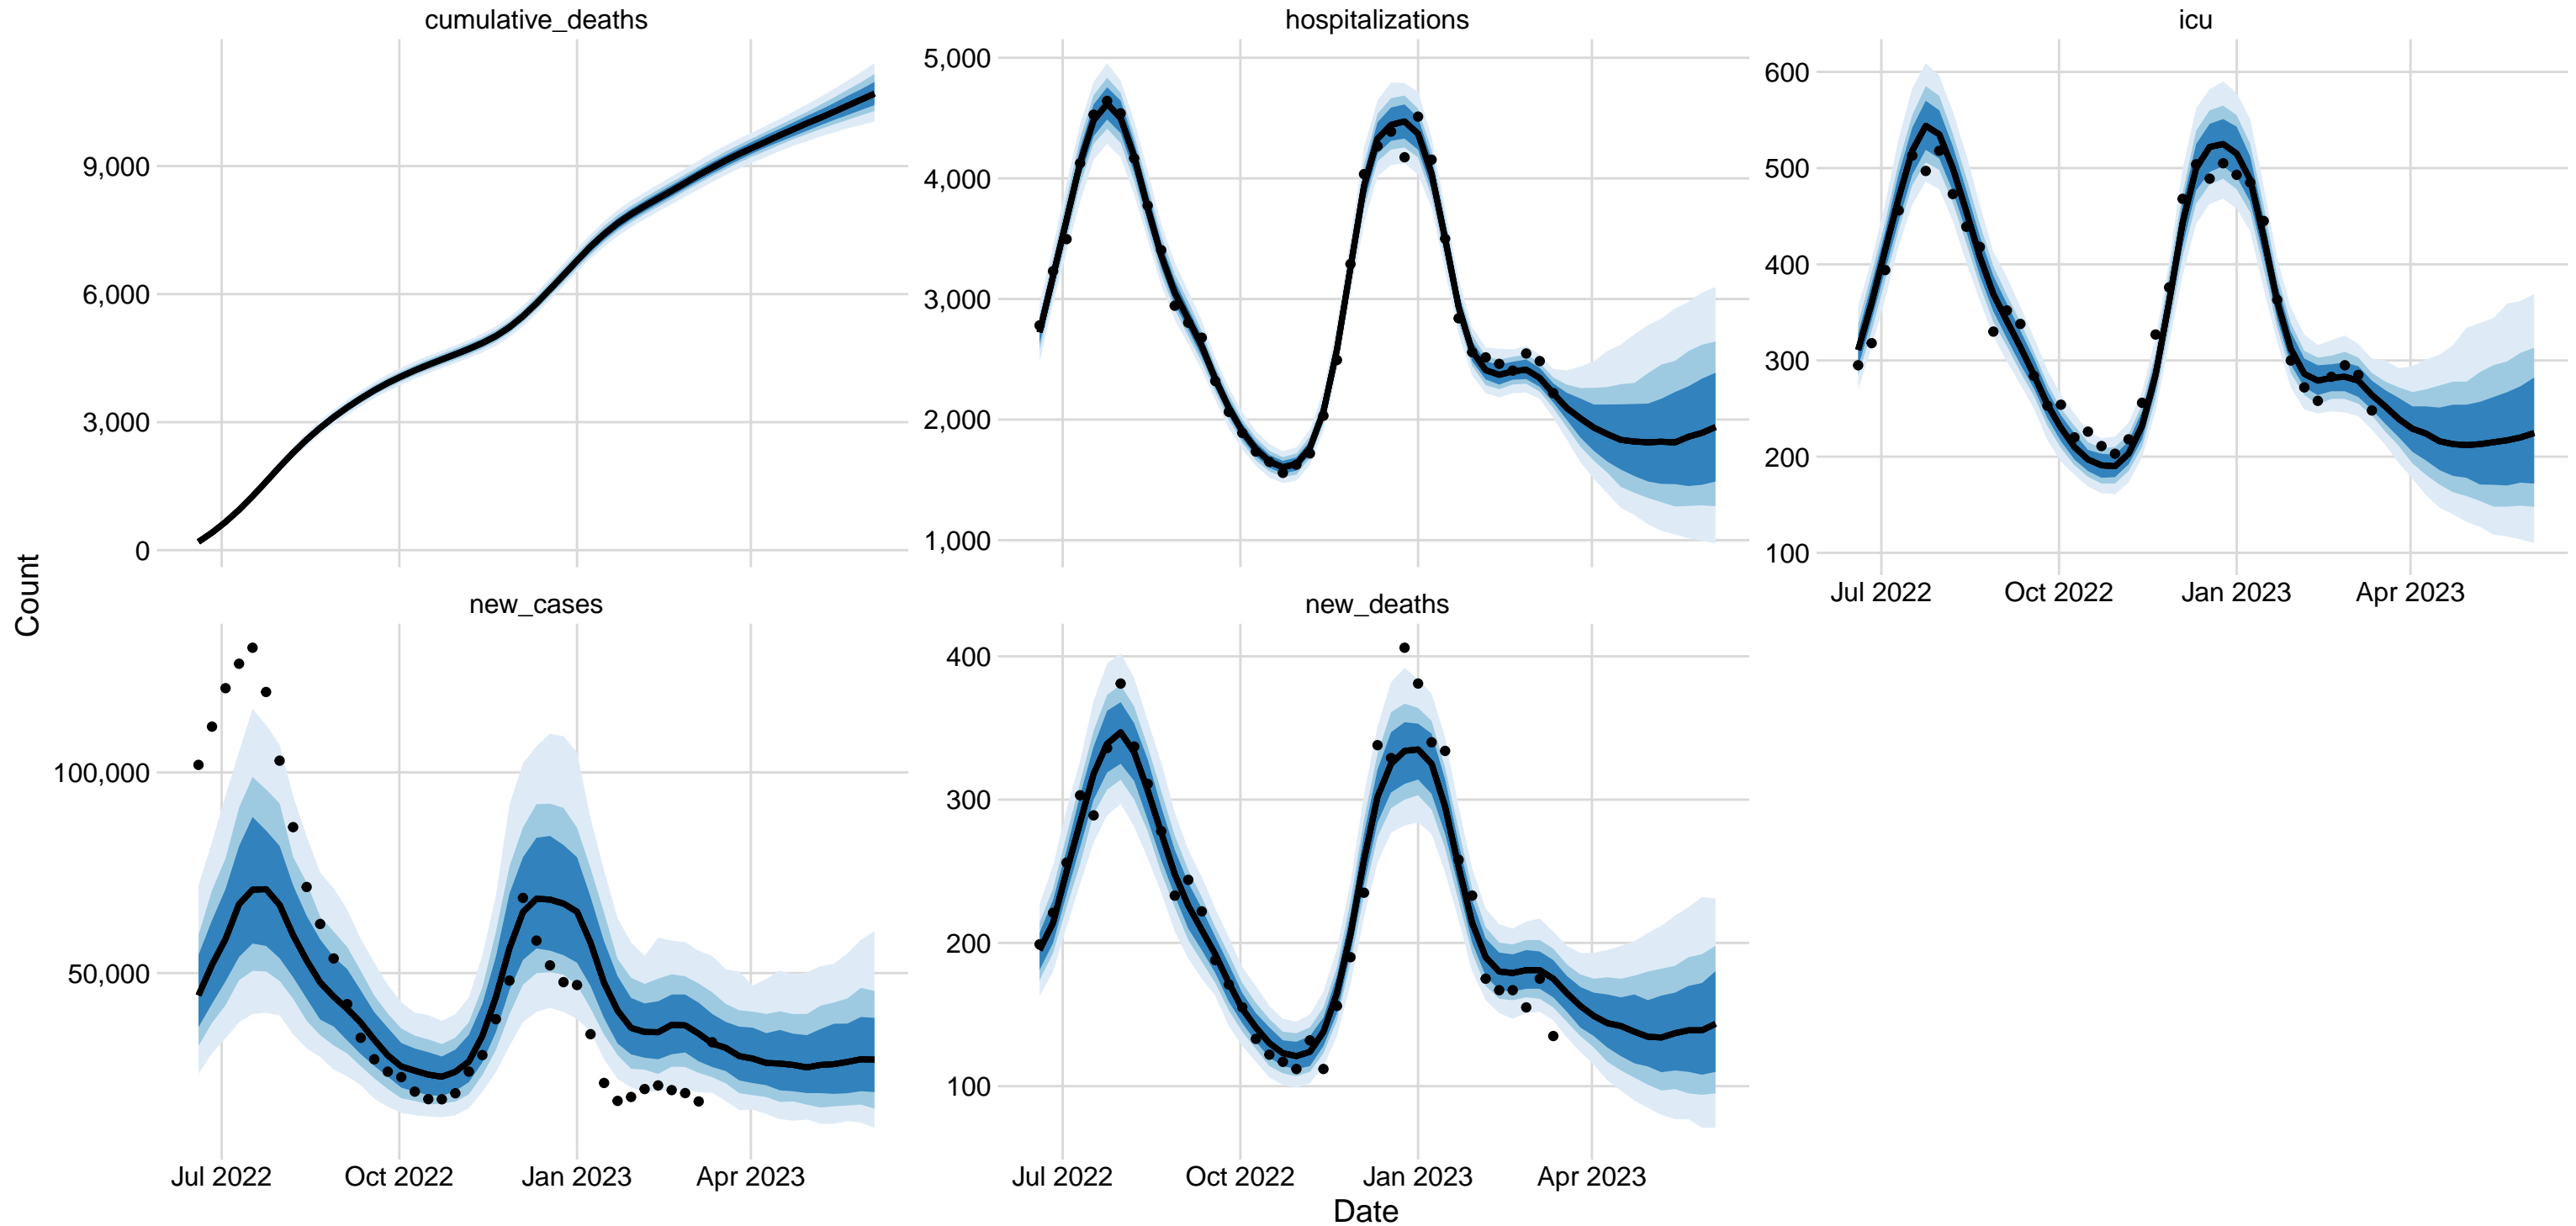 cumulative_deaths
hospitalizations
icu
9,000
6,000
3,000
0
5,000
4,000
3,000
2,000
1,000
600
500
400
300
200
100
Jul 2022 Oct 2022 Jan 2023 Apr 2023
Count
new_cases
new_deaths
100,000
50,000
400
300
200
100
Jul 2022 Oct 2022 Jan 2023 Apr 2023
Jul 2022 Oct 2022 Jan 2023 Apr 2023
Date